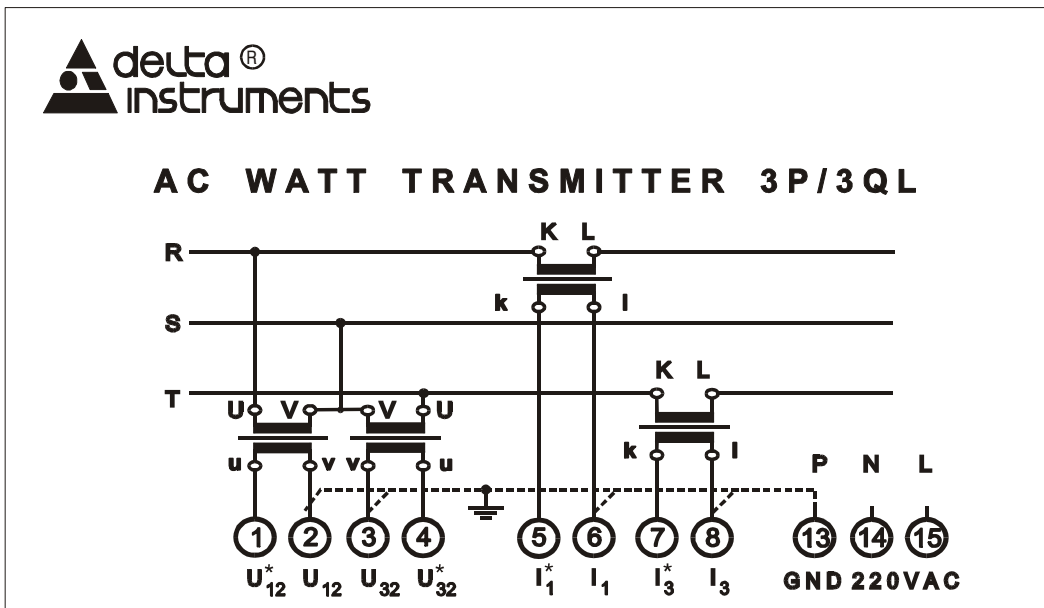 delta ®
instruments
AC WATT TRANSMITTER 3P/3QL
K L
R
k l
S
K L
T
U V V U
k l
u v v u
P N L
1 2 3 4 5 6 7 8 13 14 15
U*12 U12 U32 U*32 I*1 I1 I*3 I3 GND 220VAC